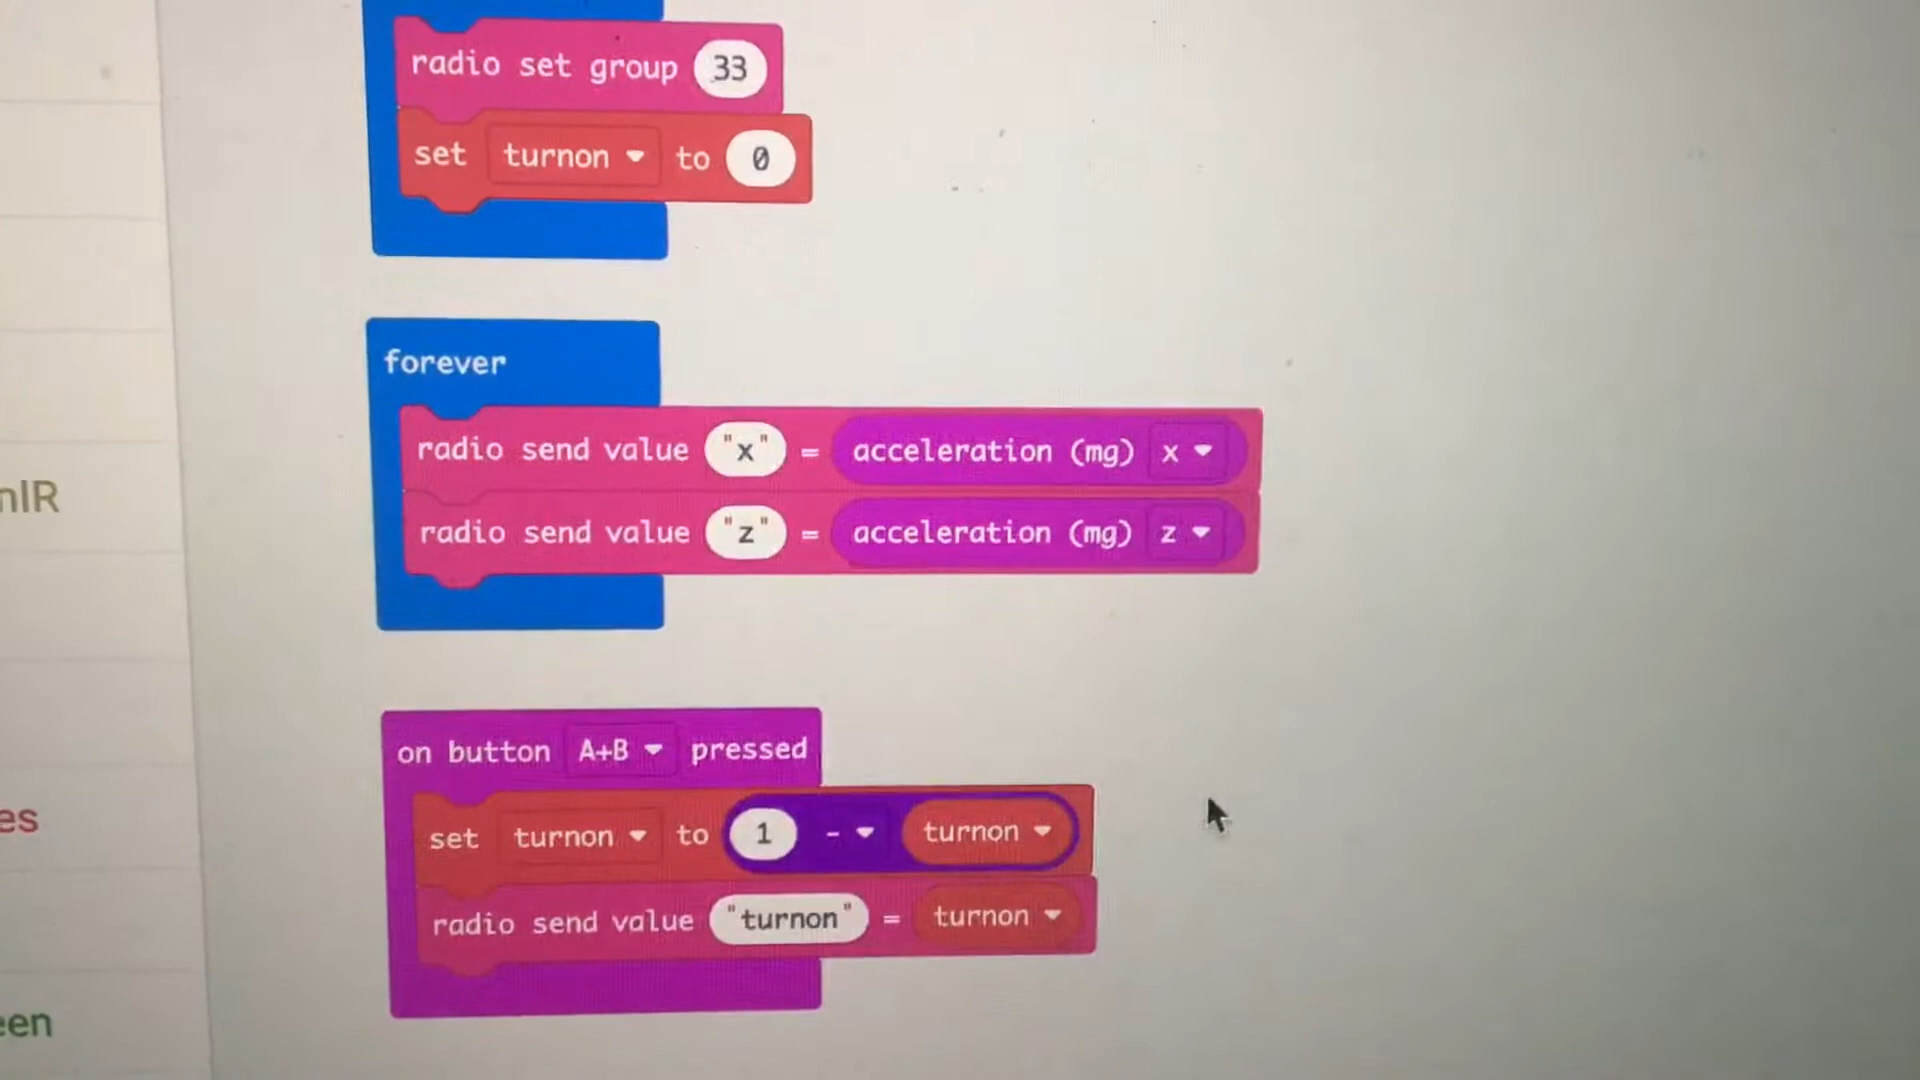 radio set group 33
set turnon to 0
forever
radio send value "x" = acceleration (mg) x
radio send value "z" = acceleration (mg) z
nIR
on button A+B pressed
set turnon to 1 - turnon
es
radio send value "turnon" = turnon
een